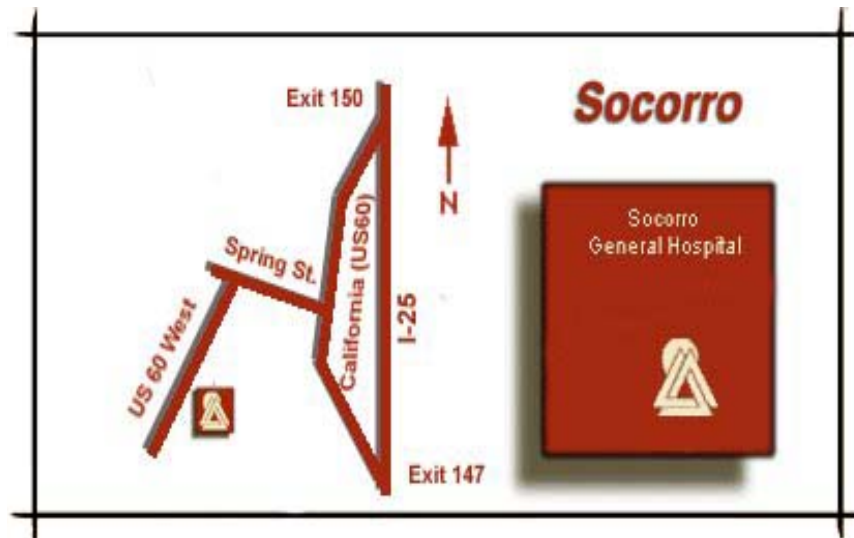 Exit 150
Socorro
N
Socorro
General Hospital
Spring St.
California (US60)
I-25
US 60 West
Exit 147